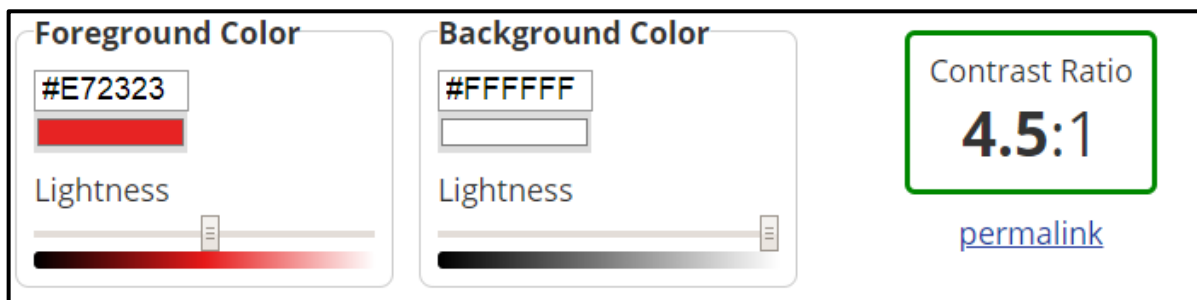 Foreground Color
#E72323
Lightness
Background Color
#FFFFFF
Lightness
Contrast Ratio
4.5:1
permalink